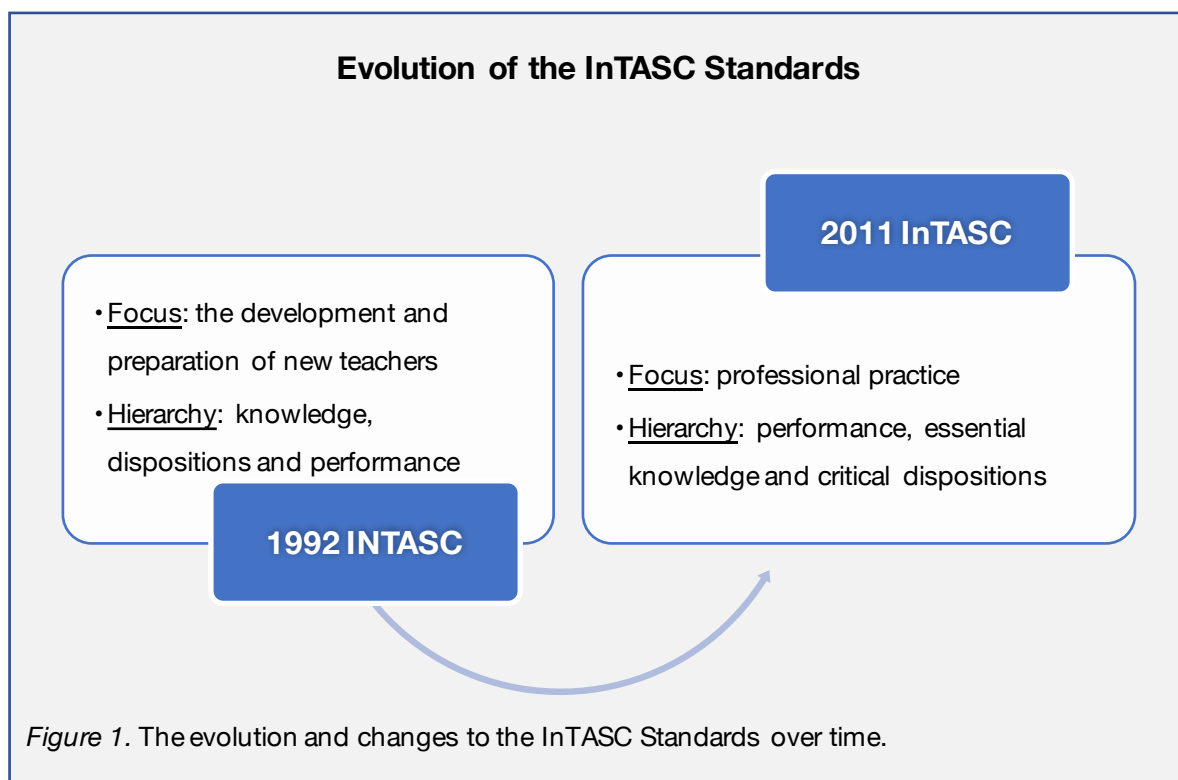 Evolution of the InTASC Standards
• Focus: the development and
preparation of new teachers
• Hierarchy: knowledge,
dispositions and performance
1992 INTASC
2011 InTASC
• Focus: professional practice
• Hierarchy: performance, essential
knowledge and critical dispositions
Figure 1. The evolution and changes to the InTASC Standards over time.